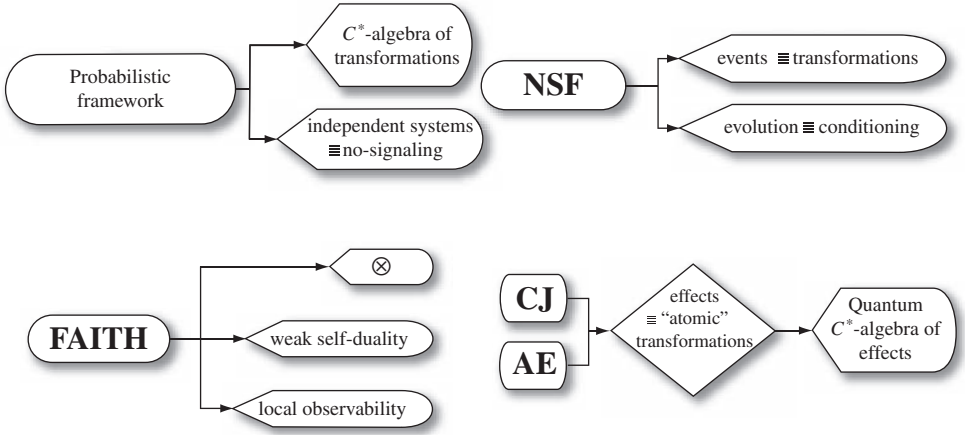 Probabilistic
framework
C*-algebra of
transformations
independent systems
≣no-signaling
NSF
events ≣ transformations
evolution ≣ conditioning
FAITH
⊗
weak self-duality
local observability
CJ
AE
effects
≡ “atomic”
transformations
Quantum
C*-algebra of
effects